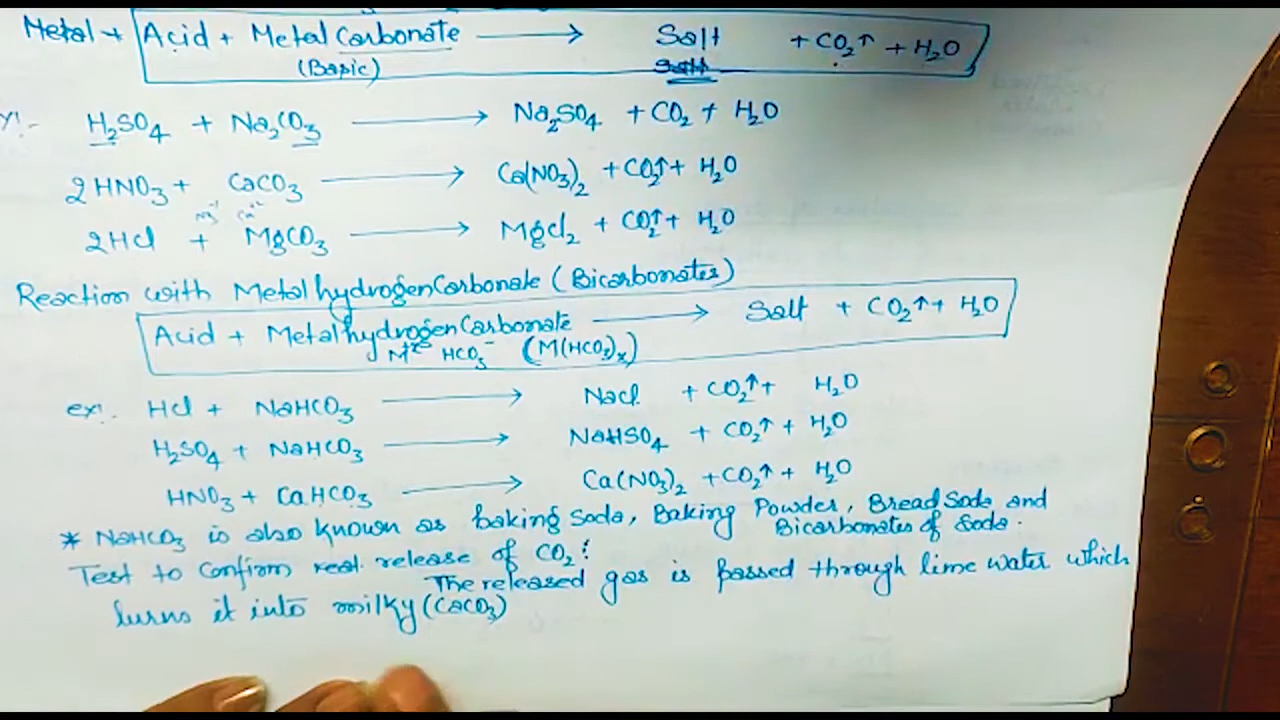 Metal + Acid + Metal Carbonate ⟶ Salt + CO₂↑ + H₂O
(Basic)
H₂SO₄ + Na₂CO₃ ⟶ Na₂SO₄ + CO₂ + H₂O
2HNO₃ + CaCO₃ ⟶ Ca(NO₃)₂ + CO₂↑ + H₂O
2HCl + MgCO₃ ⟶ MgCl₂ + CO₂↑ + H₂O
Reaction with Metal hydrogen Carbonate (Bicarbonates)
Acid + Metal hydrogen Carbonate ⟶ Salt + CO₂↑ + H₂O
HCO₃⁻ (M(HCO₃)ₓ)
ex:. HCl + NaHCO₃ ⟶ NaCl + CO₂↑ + H₂O
H₂SO₄ + NaHCO₃ ⟶ NaHSO₄ + CO₂↑ + H₂O
HNO₃ + CaHCO₃ ⟶ Ca(NO₃)₂ + CO₂↑ + H₂O
* NaHCO₃ is also known as baking soda, Baking Powder, Bread Soda and
Bicarbonates of Soda.
Test to confirm real release of CO₂:
The released gas is passed through lime water which
turns it into milky (CaCO₃)